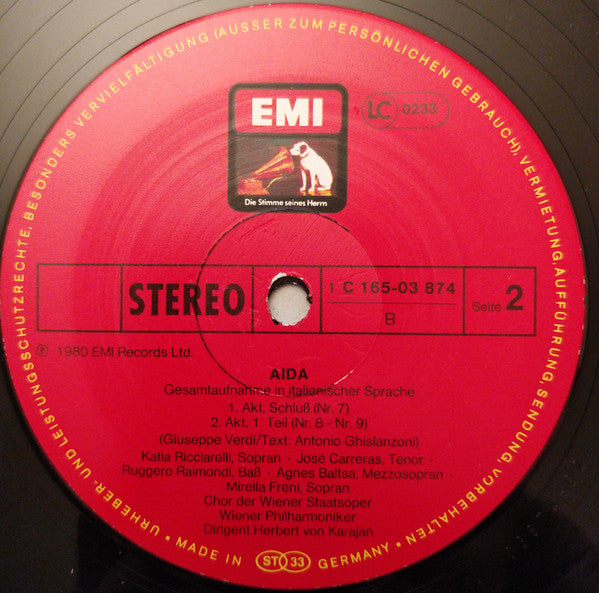 URHEBER- UND LEISTUNGSSCHUTZRECHTE, BESONDERS VERVIELFÄLTIGUNG (AUSSER ZUM PERSÖNLICHEN GEBRAUCH), VERMIETUNG, AUFFÜHRUNG, SENDUNG, VORBEHALTEN • MADE IN GERMANY •
EMI
Die Stimme seines Herrn
LC 0233
STEREO
1 C 165-03 874
B
Seite 2
℗ 1980 EMI Records Ltd.
AIDA
Gesamtaufnahme in italienischer Sprache
1. Akt, Schluß (Nr. 7)
2. Akt, 1. Teil (Nr. 8 - Nr. 9)
(Giuseppe Verdi/Text: Antonio Ghislanzoni)
Katia Ricciarelli, Sopran · José Carreras, Tenor ·
Ruggero Raimondi, Baß · Agnes Baltsa, Mezzosopran ·
Mirella Freni, Sopran
Chor der Wiener Staatsoper
Wiener Philharmoniker
Dirigent Herbert von Karajan
ST 33